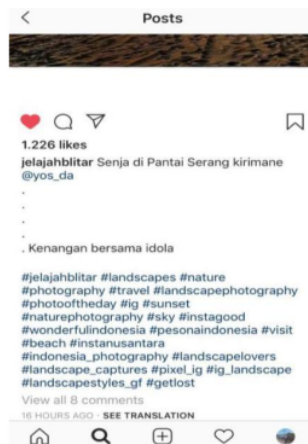 Posts
1.226 likes
jelajahblitar Senja di Pantai Serang kirimane
@yos_da
.
.
.
.
. Kenangan bersama idola
#jelajahblitar #landscapes #nature
#photography #travel #landscapephotography
#photooftheday #ig #sunset
#naturephotography #sky #instagood
#wonderfulindonesia #pesonaindonesia #visit
#beach #instanusantara
#indonesia_photography #landscapelovers
#landscape_captures #pixel_ig #ig_landscape
#landscapestyles_gf #getlost
View all 8 comments
16 HOURS AGO · SEE TRANSLATION